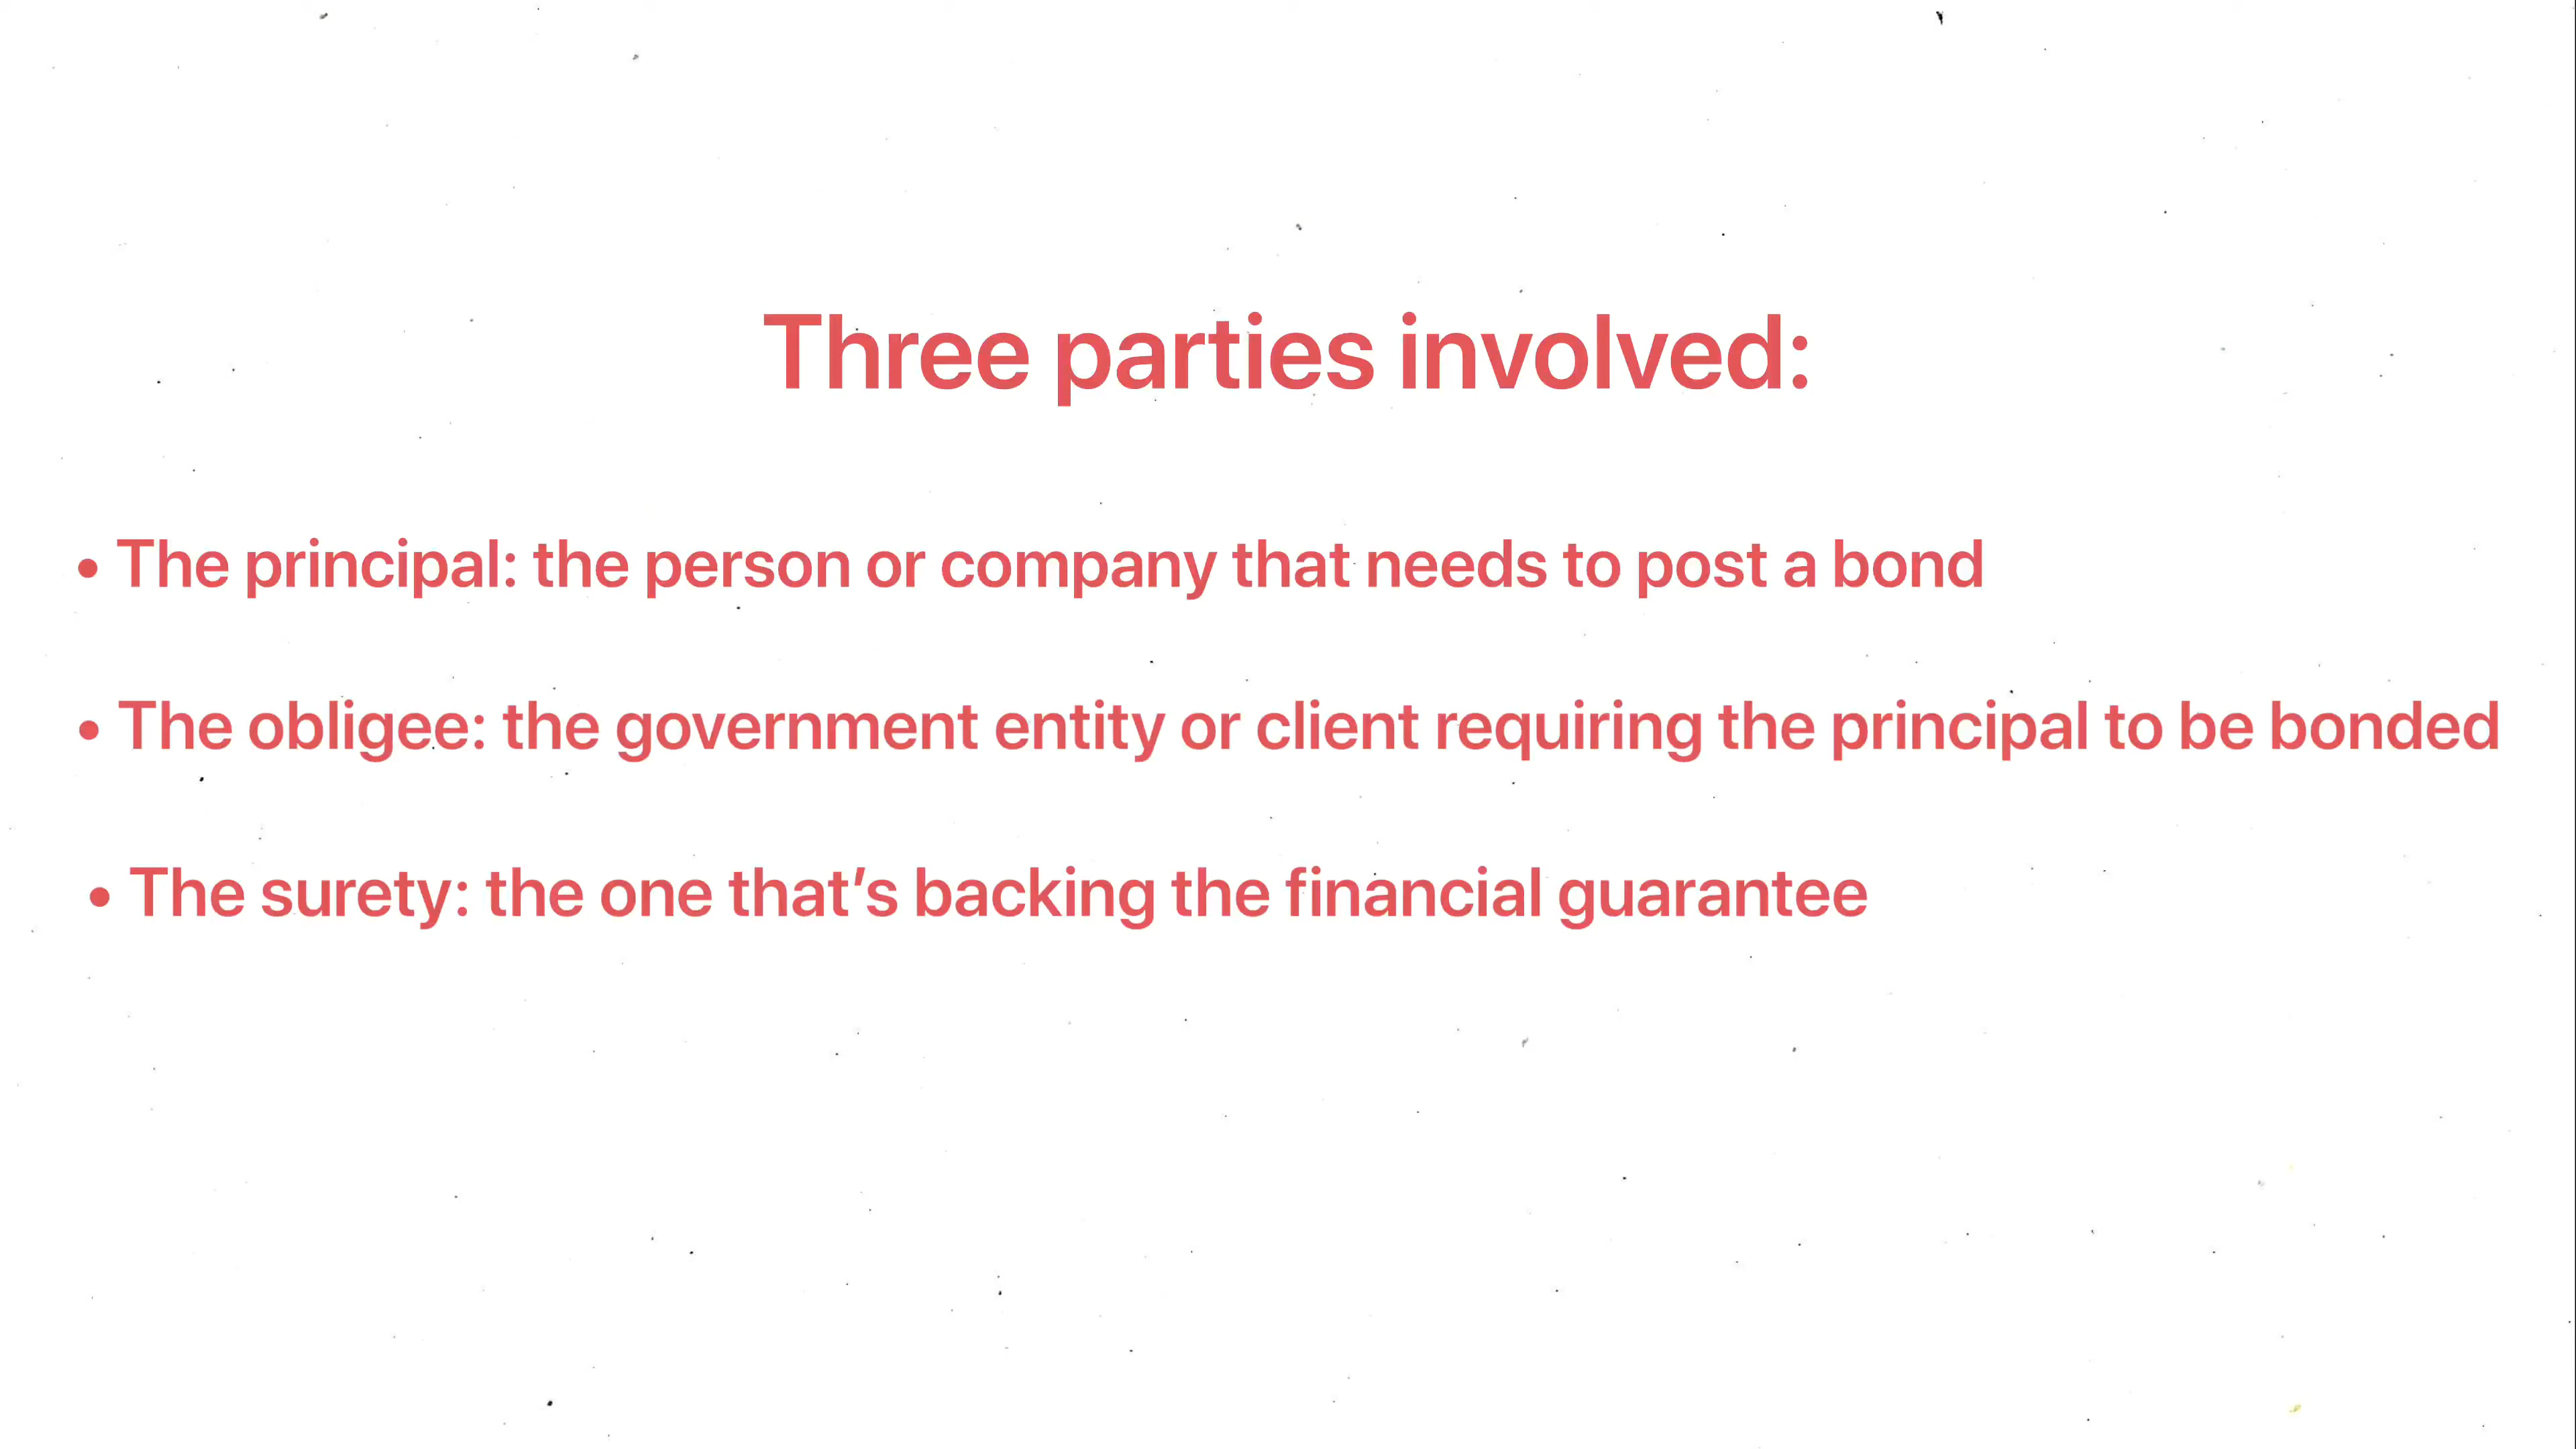 Three parties involved:
• The principal: the person or company that needs to post a bond
• The obligee: the government entity or client requiring the principal to be bonded
• The surety: the one that’s backing the financial guarantee